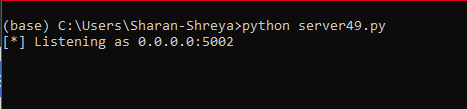 (base) C:\Users\Sharan-Shreya>python server49.py
[*] Listening as 0.0.0.0:5002